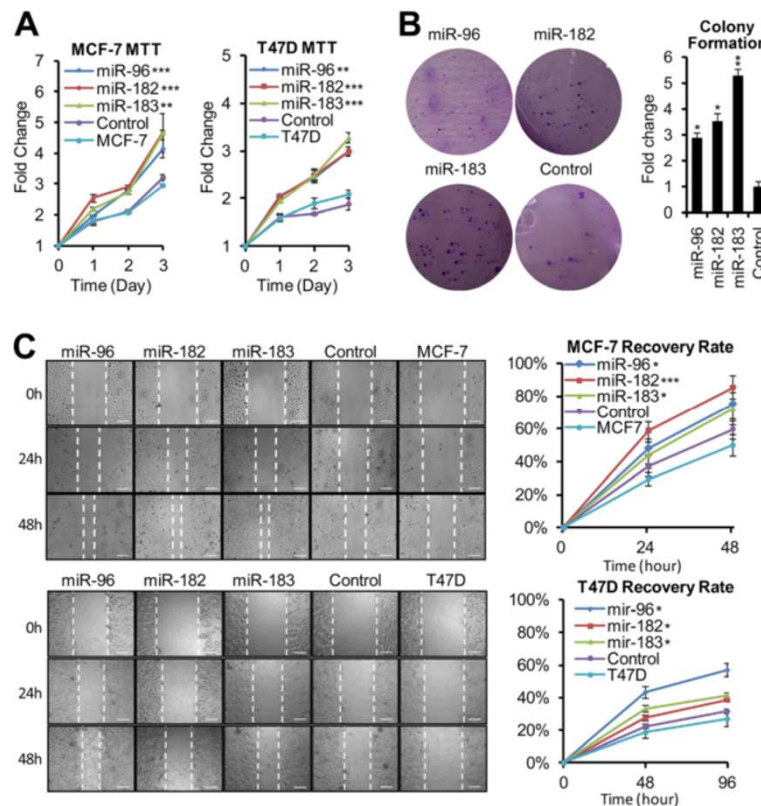 A
MCF-7 MTT
miR-96***
miR-182***
miR-183**
Control
MCF-7
Fold Change
7
6
5
4
3
2
1
0 1 2 3
Time (Day)
T47D MTT
miR-96**
miR-182***
miR-183***
Control
T47D
Fold Change
5
4
3
2
1
0 1 2 3
Time (Day)
B
miR-96 miR-182
miR-183 Control
Colony
Formation
Fold change
7
6
5
4
3
2
1
0
* * **
miR-96
miR-182
miR-183
Control
C
miR-96 miR-182 miR-183 Control MCF-7
0h
24h
48h
MCF-7 Recovery Rate
miR-96*
miR-182***
miR-183*
Control
MCF7
100%
80%
60%
40%
20%
0%
0 24 48
Time (hour)
miR-96 miR-182 miR-183 Control T47D
0h
24h
48h
T47D Recovery Rate
mir-96*
mir-182*
mir-183*
Control
T47D
100%
80%
60%
40%
20%
0%
0 48 96
Time (hour)